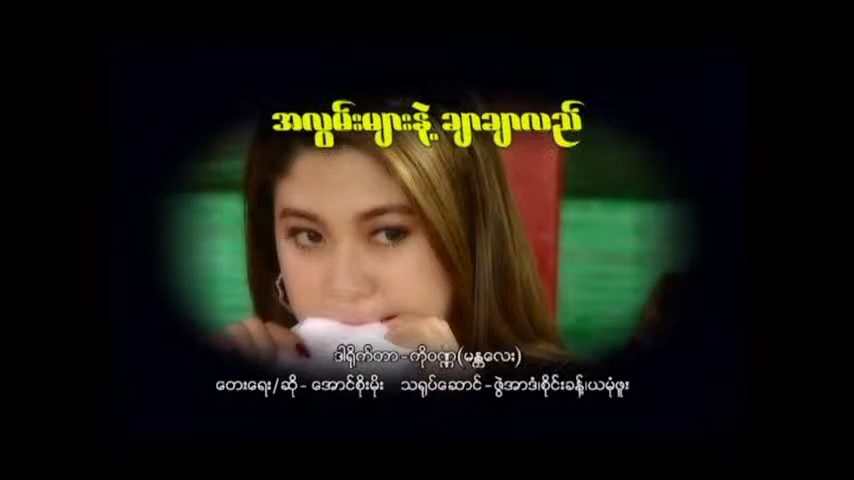 အလွမ်းများနဲ့ ချာချာလည်
ဒါရိုက်တာ - ကိုဝဏ္ဏ(မန္တလေး)
တေးရေး/ဆို - အောင်စိုးမိုး သရုပ်ဆောင် - ဇွဲအာဒံ၊စိုင်းခန့်၊ယမုံဖူး